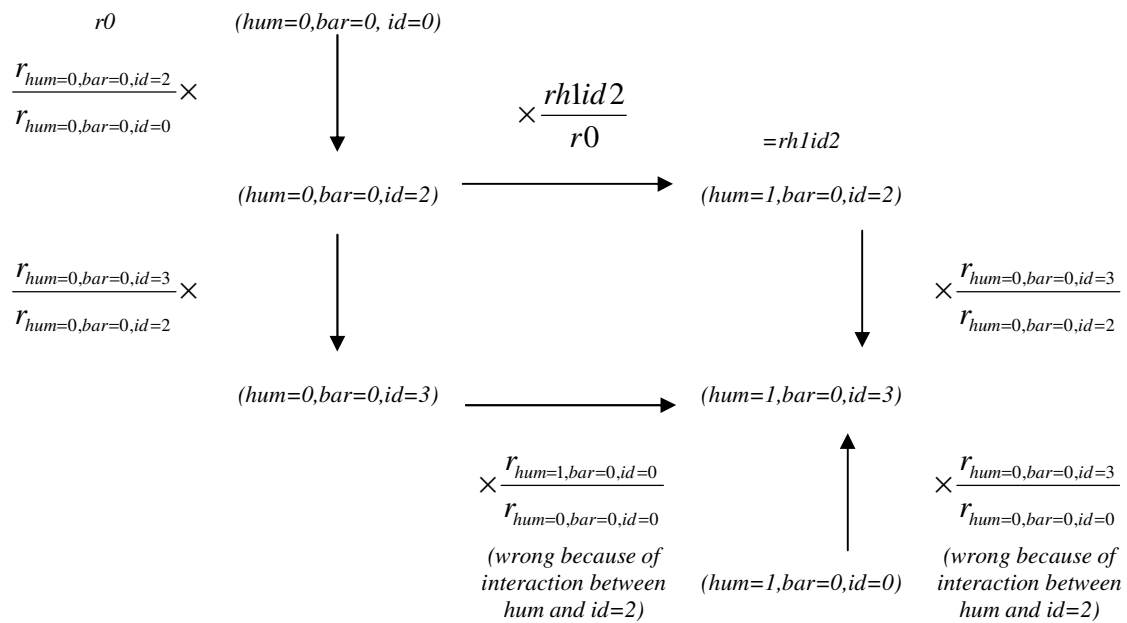 r0 (hum=0,bar=0, id=0)
r_{hum=0,bar=0,id=2} / r_{hum=0,bar=0,id=0} ×
× rh1id2 / r0
=rh1id2
(hum=0,bar=0,id=2) (hum=1,bar=0,id=2)
r_{hum=0,bar=0,id=3} / r_{hum=0,bar=0,id=2} × × r_{hum=0,bar=0,id=3} / r_{hum=0,bar=0,id=2}
(hum=0,bar=0,id=3) (hum=1,bar=0,id=3)
× r_{hum=1,bar=0,id=0} / r_{hum=0,bar=0,id=0}
(wrong because of
interaction between
hum and id=2)
(hum=1,bar=0,id=0)
× r_{hum=0,bar=0,id=3} / r_{hum=0,bar=0,id=0}
(wrong because of
interaction between
hum and id=2)